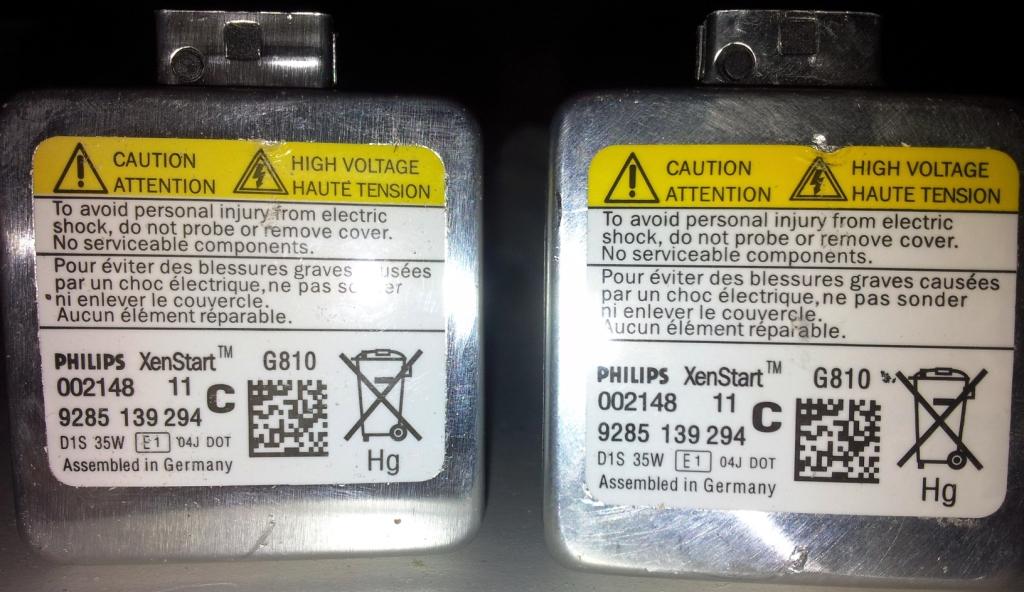 CAUTION
ATTENTION
HIGH VOLTAGE
HAUTE TENSION
To avoid personal injury from electric
shock, do not probe or remove cover.
No serviceable components.
Pour éviter des blessures graves causées
par un choc électrique, ne pas sonder
ni enlever le couvercle.
Aucun élément réparable.
PHILIPS XenStart™ G810
002148 11 C
9285 139 294
D1S 35W E1 04J DOT
Assembled in Germany
Hg
CAUTION
ATTENTION
HIGH VOLTAGE
HAUTE TENSION
To avoid personal injury from electric
shock, do not probe or remove cover.
No serviceable components.
Pour éviter des blessures graves causées
par un choc électrique, ne pas sonder
ni enlever le couvercle.
Aucun élément réparable.
PHILIPS XenStart™ G810
002148 11 C
9285 139 294
D1S 35W E1 04J DOT
Assembled in Germany
Hg